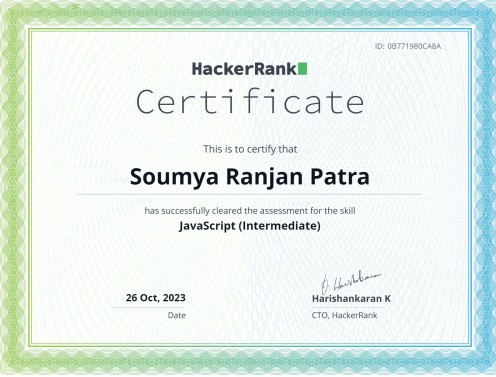 ID: 0B771980CA8A
HackerRank
Certificate
This is to certify that
Soumya Ranjan Patra
has successfully cleared the assessment for the skill
JavaScript (Intermediate)
26 Oct, 2023
Date
Harishankaran K
CTO, HackerRank